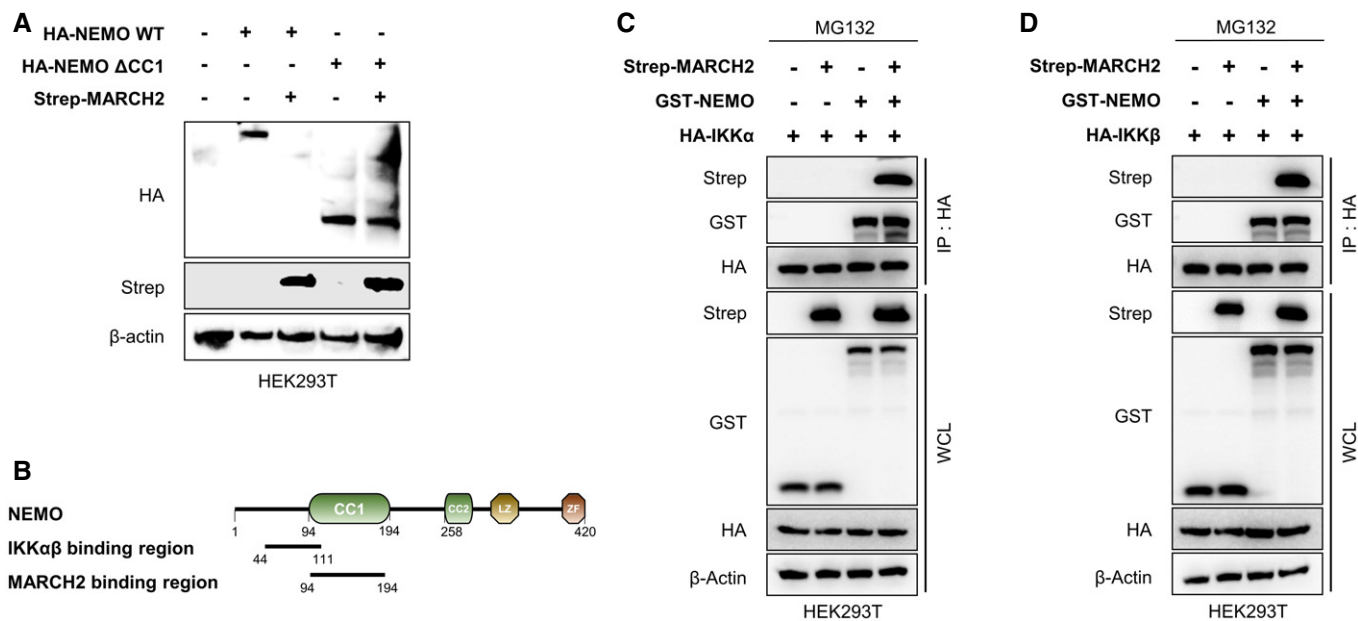 A
HA-NEMO WT - + + - -
HA-NEMO ΔCC1 - - - + +
Strep-MARCH2 - - + - +
HA
Strep
β-actin
HEK293T
B
NEMO
CC1 CC2 LZ ZF
1 94 194 258 420
IKKαβ binding region
44 111
MARCH2 binding region
94 194
C
MG132
Strep-MARCH2 - + - +
GST-NEMO - - + +
HA-IKKα + + + +
Strep
GST
HA
IP : HA
Strep
GST
HA
β-Actin
WCL
HEK293T
D
MG132
Strep-MARCH2 - + - +
GST-NEMO - - + +
HA-IKKβ + + + +
Strep
GST
HA
IP : HA
Strep
GST
HA
β-Actin
WCL
HEK293T